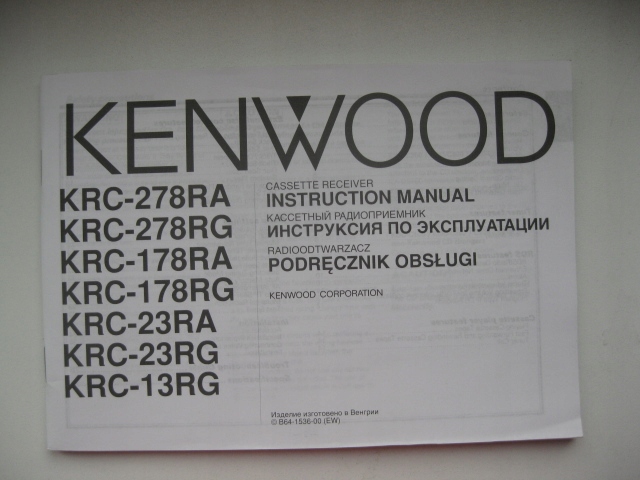 KENWOOD
KRC-278RA
KRC-278RG
KRC-178RA
KRC-178RG
KRC-23RA
KRC-23RG
KRC-13RG
CASSETTE RECEIVER
INSTRUCTION MANUAL
КАССЕТНЫЙ РАДИОПРИЕМНИК
ИНСТРУКСИЯ ПО ЭКСПЛУАТАЦИИ
RADIOODTWARZACZ
PODRĘCZNIK OBSŁUGI
KENWOOD CORPORATION
Изделие изготовено в Венгрии
© B64-1536-00 (EW)